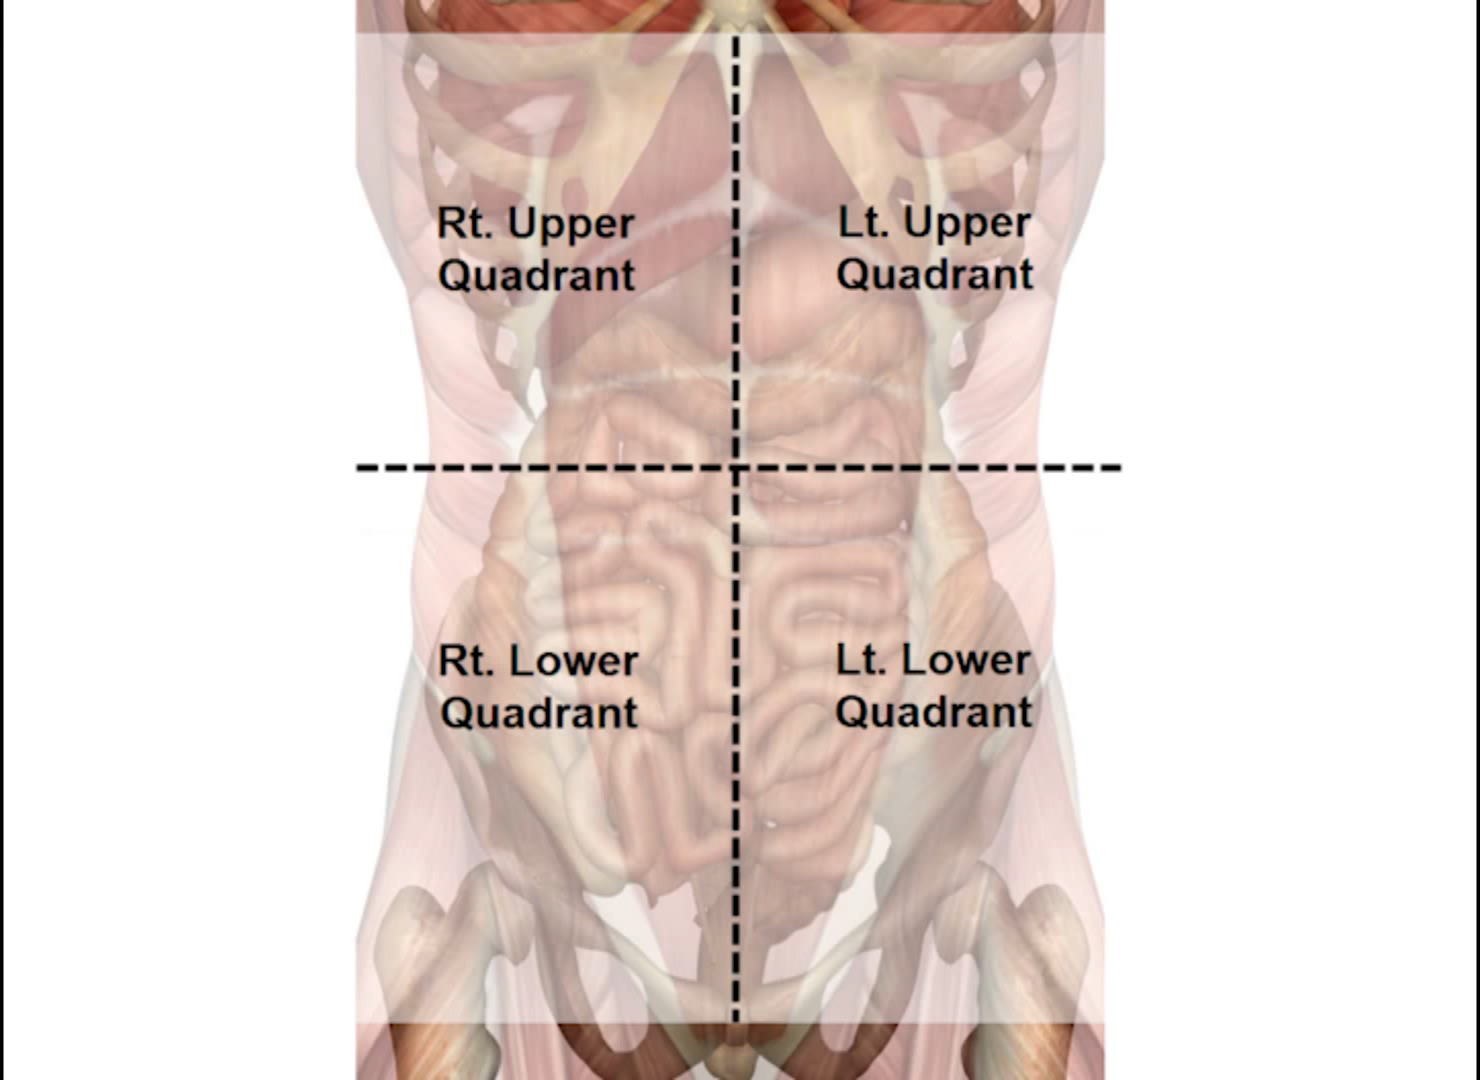 Rt. Upper
Quadrant
Lt. Upper
Quadrant
Rt. Lower
Quadrant
Lt. Lower
Quadrant